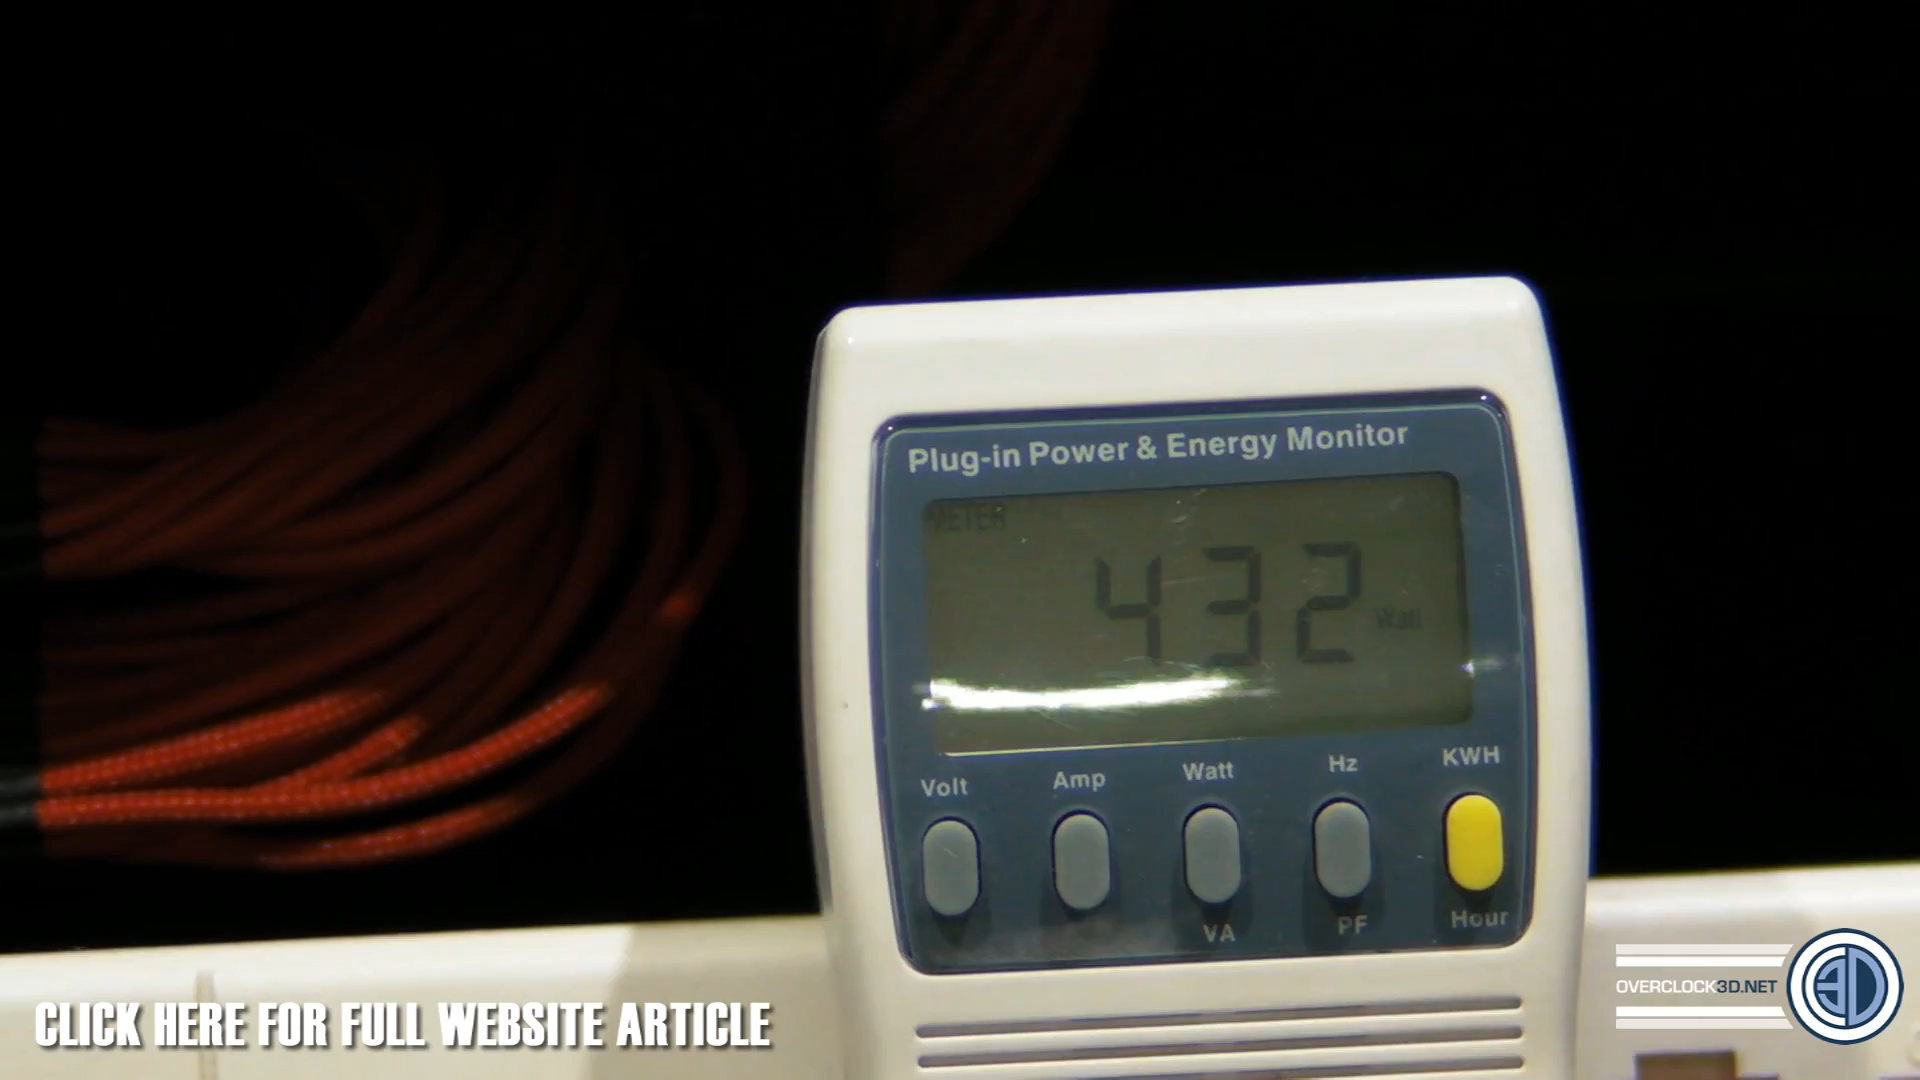 Plug-in Power & Energy Monitor
METER
432 Watt
Volt Amp Watt Hz KWH
VA PF Hour
CLICK HERE FOR FULL WEBSITE ARTICLE
OVERCLOCK3D.NET
3D